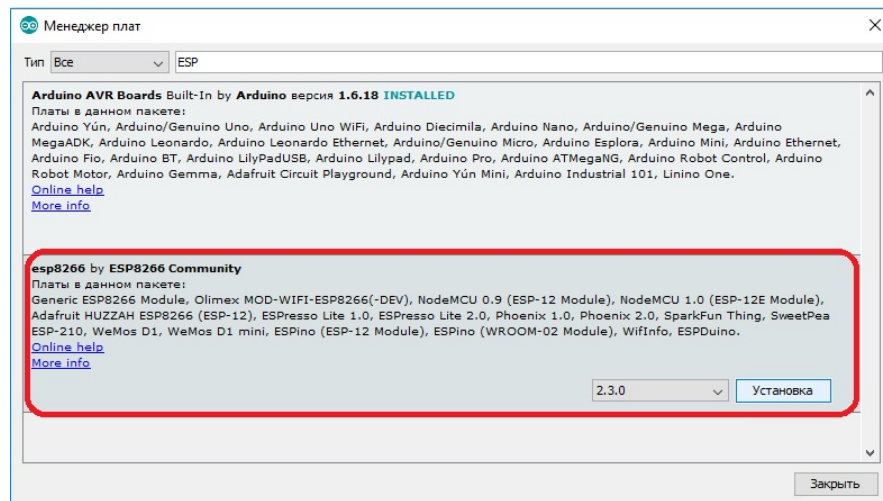 Менеджер плат
Тип Все ESP
Arduino AVR Boards Built-In by Arduino версия 1.6.18 INSTALLED
Платы в данном пакете:
Arduino Yún, Arduino/Genuino Uno, Arduino Uno WiFi, Arduino Diecimila, Arduino Nano, Arduino/Genuino Mega, Arduino
MegaADK, Arduino Leonardo, Arduino Leonardo Ethernet, Arduino/Genuino Micro, Arduino Esplora, Arduino Mini, Arduino Ethernet,
Arduino Fio, Arduino BT, Arduino LilyPadUSB, Arduino Lilypad, Arduino Pro, Arduino ATMegaNG, Arduino Robot Control, Arduino
Robot Motor, Arduino Gemma, Adafruit Circuit Playground, Arduino Yún Mini, Arduino Industrial 101, Linino One.
Online help
More info
esp8266 by ESP8266 Community
Платы в данном пакете:
Generic ESP8266 Module, Olimex MOD-WIFI-ESP8266(-DEV), NodeMCU 0.9 (ESP-12 Module), NodeMCU 1.0 (ESP-12E Module),
Adafruit HUZZAH ESP8266 (ESP-12), ESPresso Lite 1.0, ESPresso Lite 2.0, Phoenix 1.0, Phoenix 2.0, SparkFun Thing, SweetPea
ESP-210, WeMos D1, WeMos D1 mini, ESPino (ESP-12 Module), ESPino (WROOM-02 Module), WifInfo, ESPDuino.
Online help
More info
2.3.0 Установка
Закрыть